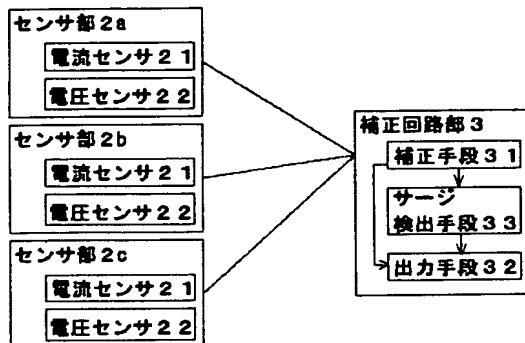 センサ部2a
電流センサ21
電圧センサ22
センサ部2b
電流センサ21
電圧センサ22
センサ部2c
電流センサ21
電圧センサ22
補正回路部3
補正手段31
サージ
検出手段33
出力手段32